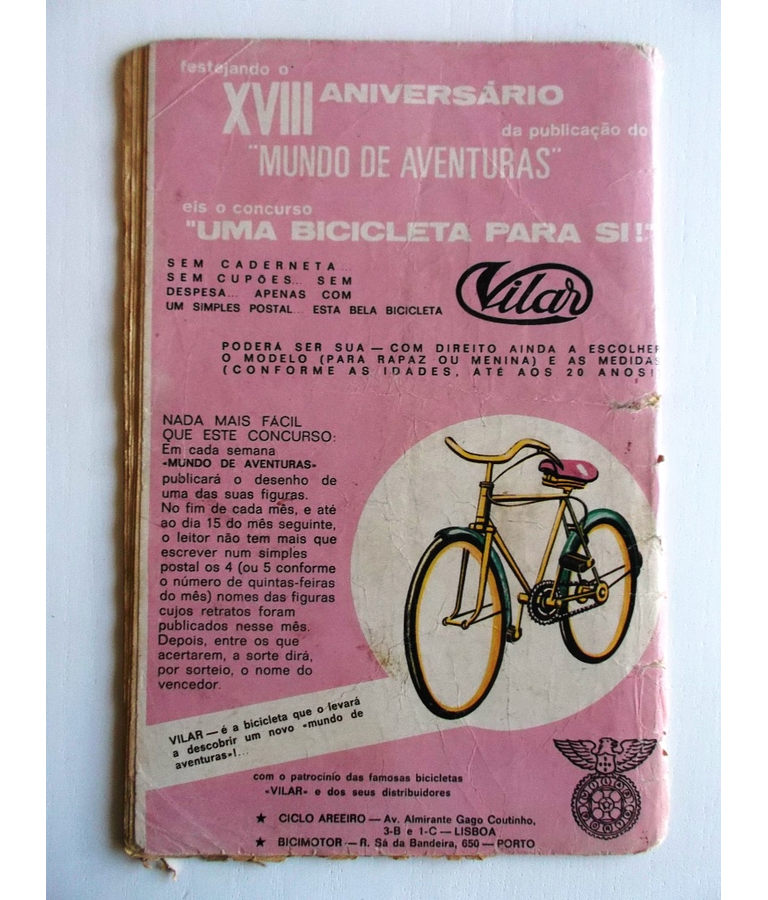 festejando o
XVIII ANIVERSÁRIO
da publicação do
"MUNDO DE AVENTURAS"
eis o concurso
"UMA BICICLETA PARA SI!"
SEM CADERNETA...
SEM CUPÕES... SEM
DESPESA... APENAS COM
UM SIMPLES POSTAL... ESTA BELA BICICLETA
Vilar
PODERÁ SER SUA — COM DIREITO AINDA A ESCOLHER
O MODELO (PARA RAPAZ OU MENINA) E AS MEDIDAS
(CONFORME AS IDADES, ATÉ AOS 20 ANOS!)
NADA MAIS FÁCIL
QUE ESTE CONCURSO:
Em cada semana
«MUNDO DE AVENTURAS»
publicará o desenho de
uma das suas figuras.
No fim de cada mês, e até
ao dia 15 do mês seguinte,
o leitor não tem mais que
escrever num simples
postal os 4 (ou 5 conforme
o número de quintas-feiras
do mês) nomes das figuras
cujos retratos foram
publicados nesse mês.
Depois, entre os que
acertarem, a sorte dirá,
por sorteio, o nome do
vencedor.
VILAR — é a bicicleta que o levará
a descobrir um novo «mundo de
aventuras»!...
com o patrocínio das famosas bicicletas
«VILAR» e dos seus distribuidores
★ CICLO AREEIRO — Av. Almirante Gago Coutinho,
3-B e 1-C — LISBOA
★ BICIMOTOR — R. Sá da Bandeira, 650 — PORTO